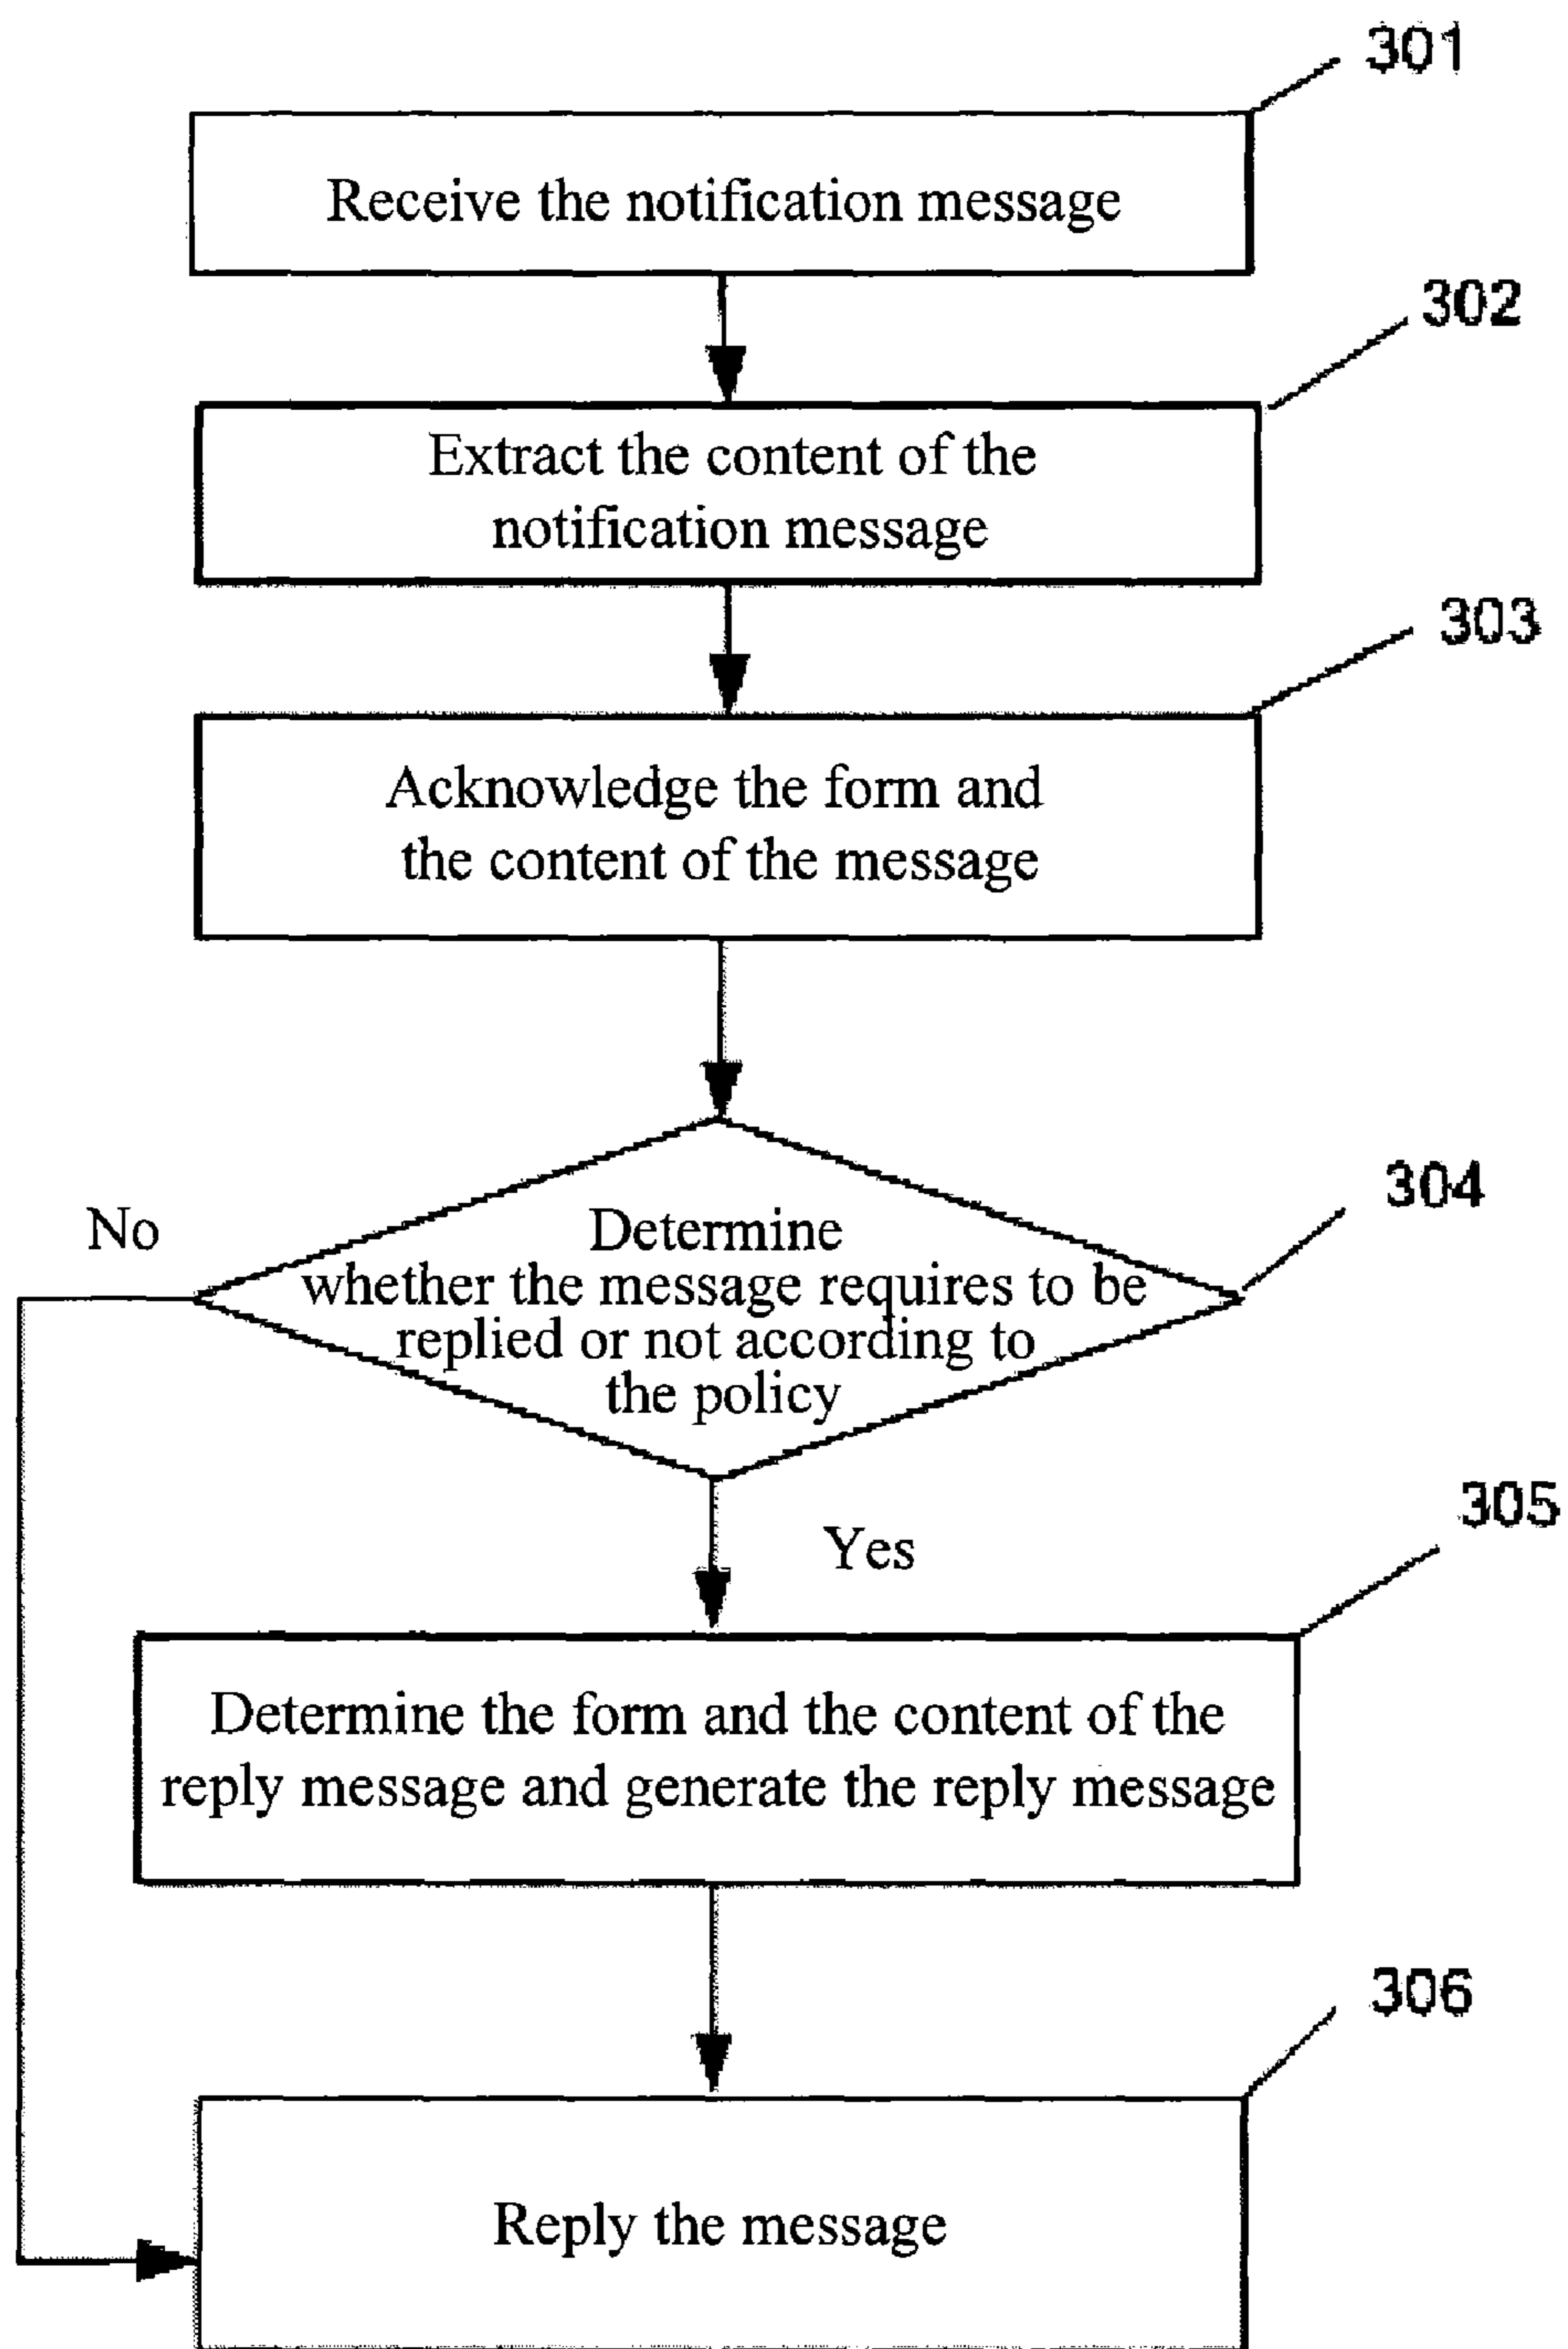 301
Receive the notification message
302
Extract the content of the
notification message
303
Acknowledge the form and
the content of the message
304
No
Determine
whether the message requires to be
replied or not according to
the policy
Yes
305
Determine the form and the content of the
reply message and generate the reply message
306
Reply the message